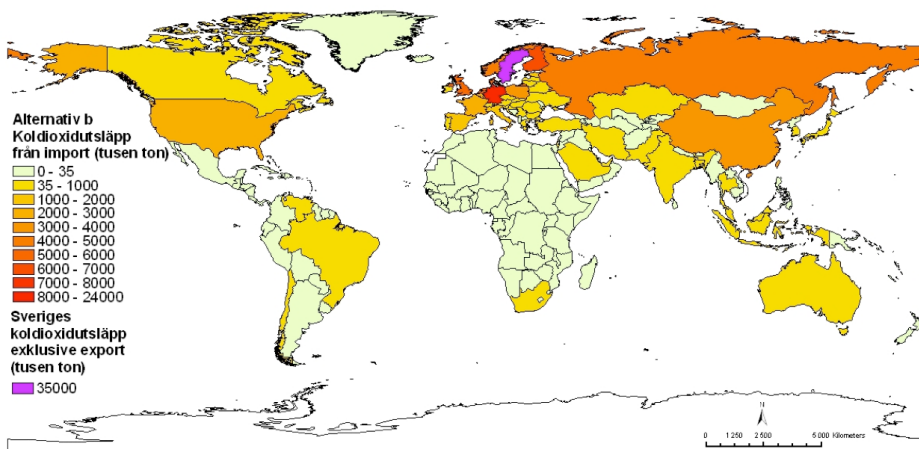 Alternativ b
Koldioxidutsläpp
från import (tusen ton)
0 - 35
35 - 1000
1000 - 2000
2000 - 3000
3000 - 4000
4000 - 5000
5000 - 6000
6000 - 7000
7000 - 8000
8000 - 24000
Sveriges
koldioxidutsläpp
exklusive export
(tusen ton)
35000
N
0 1 250 2 500 5 000 Kilometers